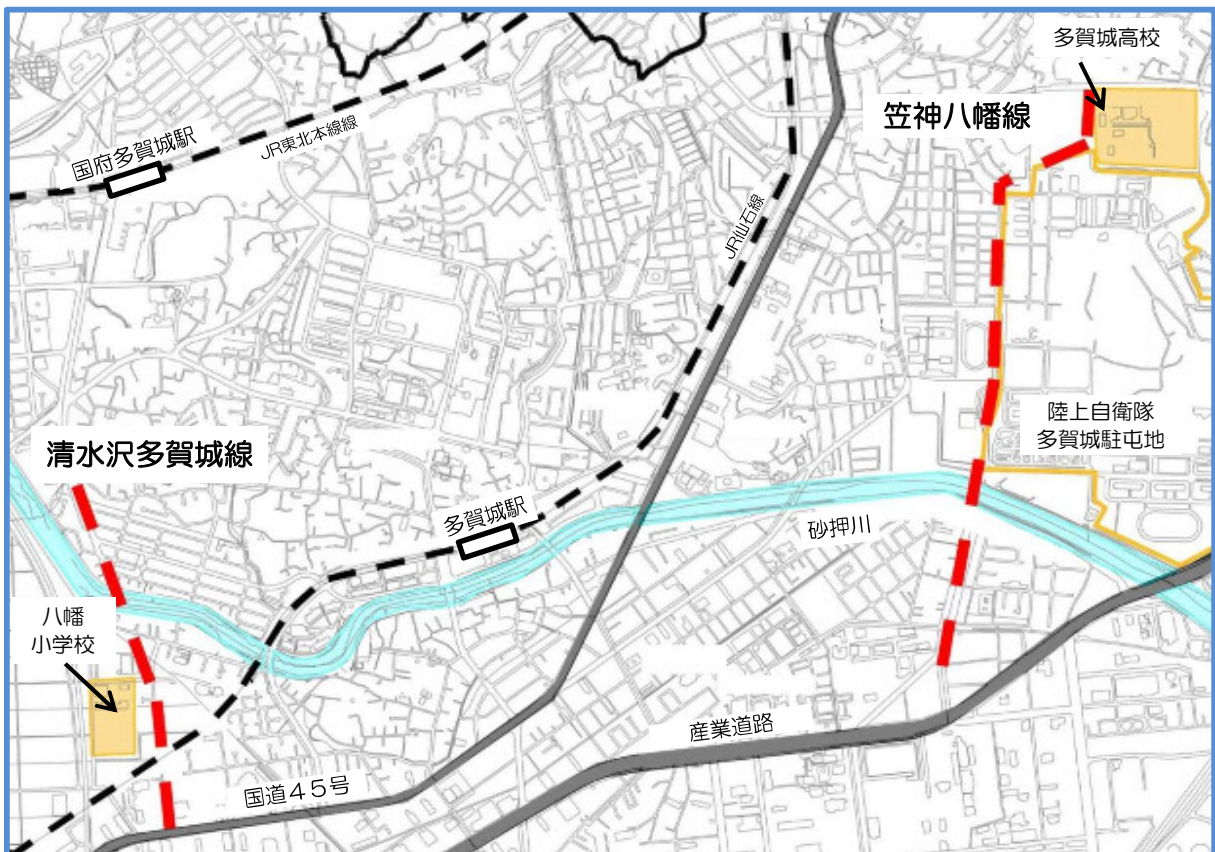 多賀城高校
笠神八幡線
国府多賀城駅
JR東北本線線
JR仙石線
陸上自衛隊
多賀城駐屯地
清水沢多賀城線
多賀城駅
砂押川
八幡
小学校
産業道路
国道45号